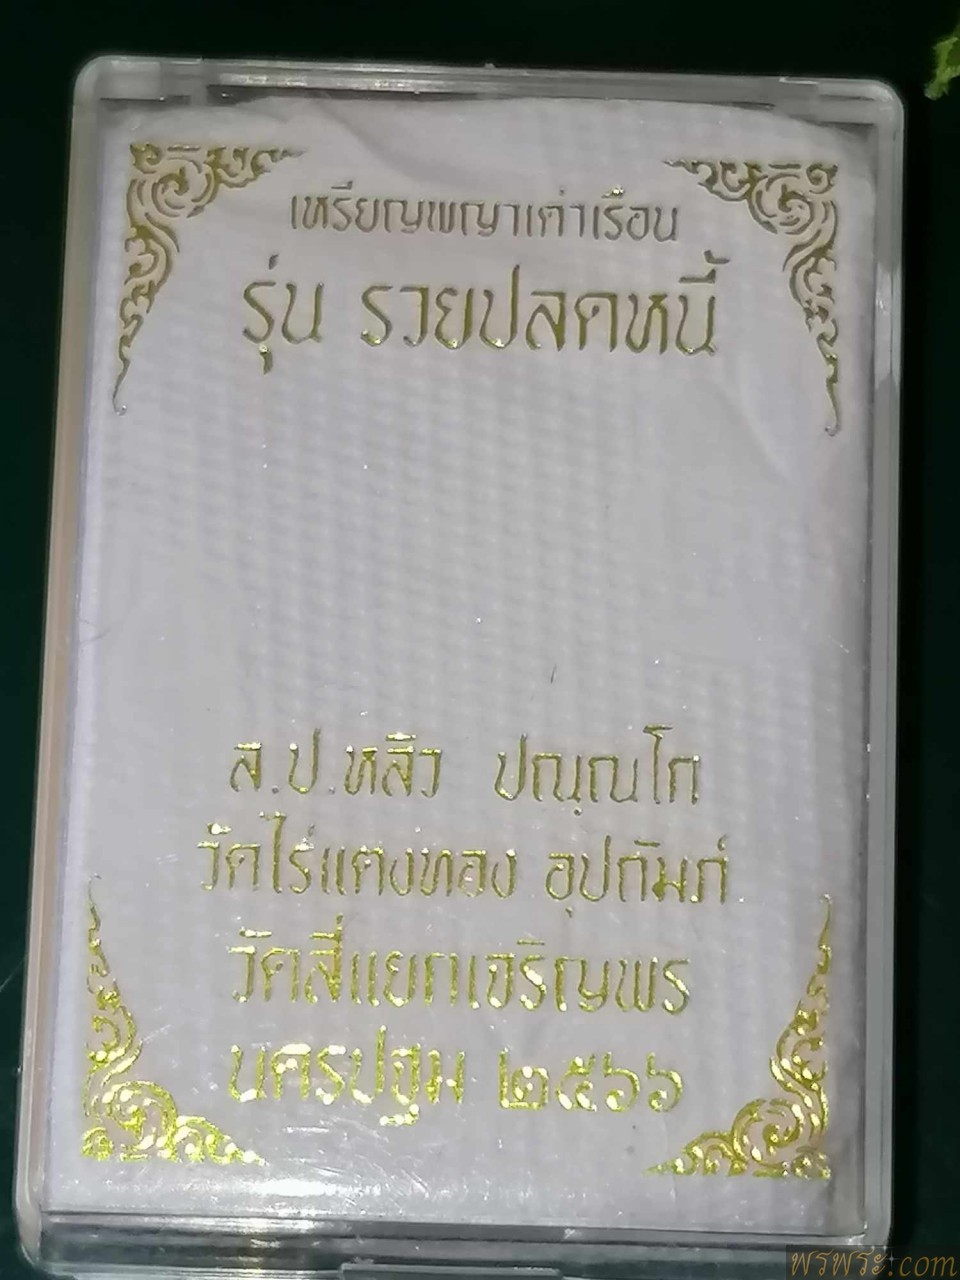 เหรียญพญาเต่าเรือน
รุ่น รวยปลดหนี้
ส.ป.หลิว ปณฺณโก
วัดไร่แตงทอง อุปถัมภ์
วัดสี่แยกเจริญพร
นครปฐม ๒๕๖๖
พรพระ.com